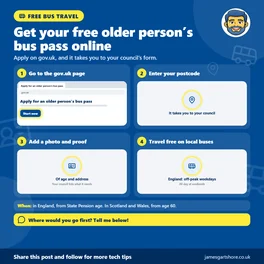 FREE BUS TRAVEL
Get your free older person's
bus pass online
Apply on gov.uk, and it takes you to your council's form.
1 Go to the gov.uk page
Apply for an older person's bus pass
Start now
2 Enter your postcode
It takes you to your council
3 Add a photo and proof
Of age and address
4 Travel free on local buses
England: off-peak weekdays
When: in England, from State Pension age. In Scotland and Wales, from age 60.
Where would you go first? Tell me below!
Share this post and follow for more tech tips
jamesgartshore.co.uk